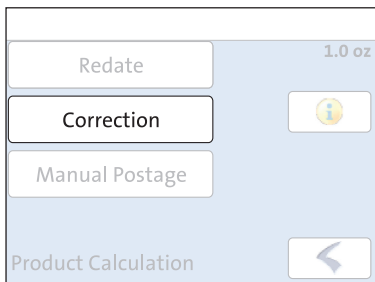 Redate
1.0 oz
Correction
Manual Postage
Product Calculation